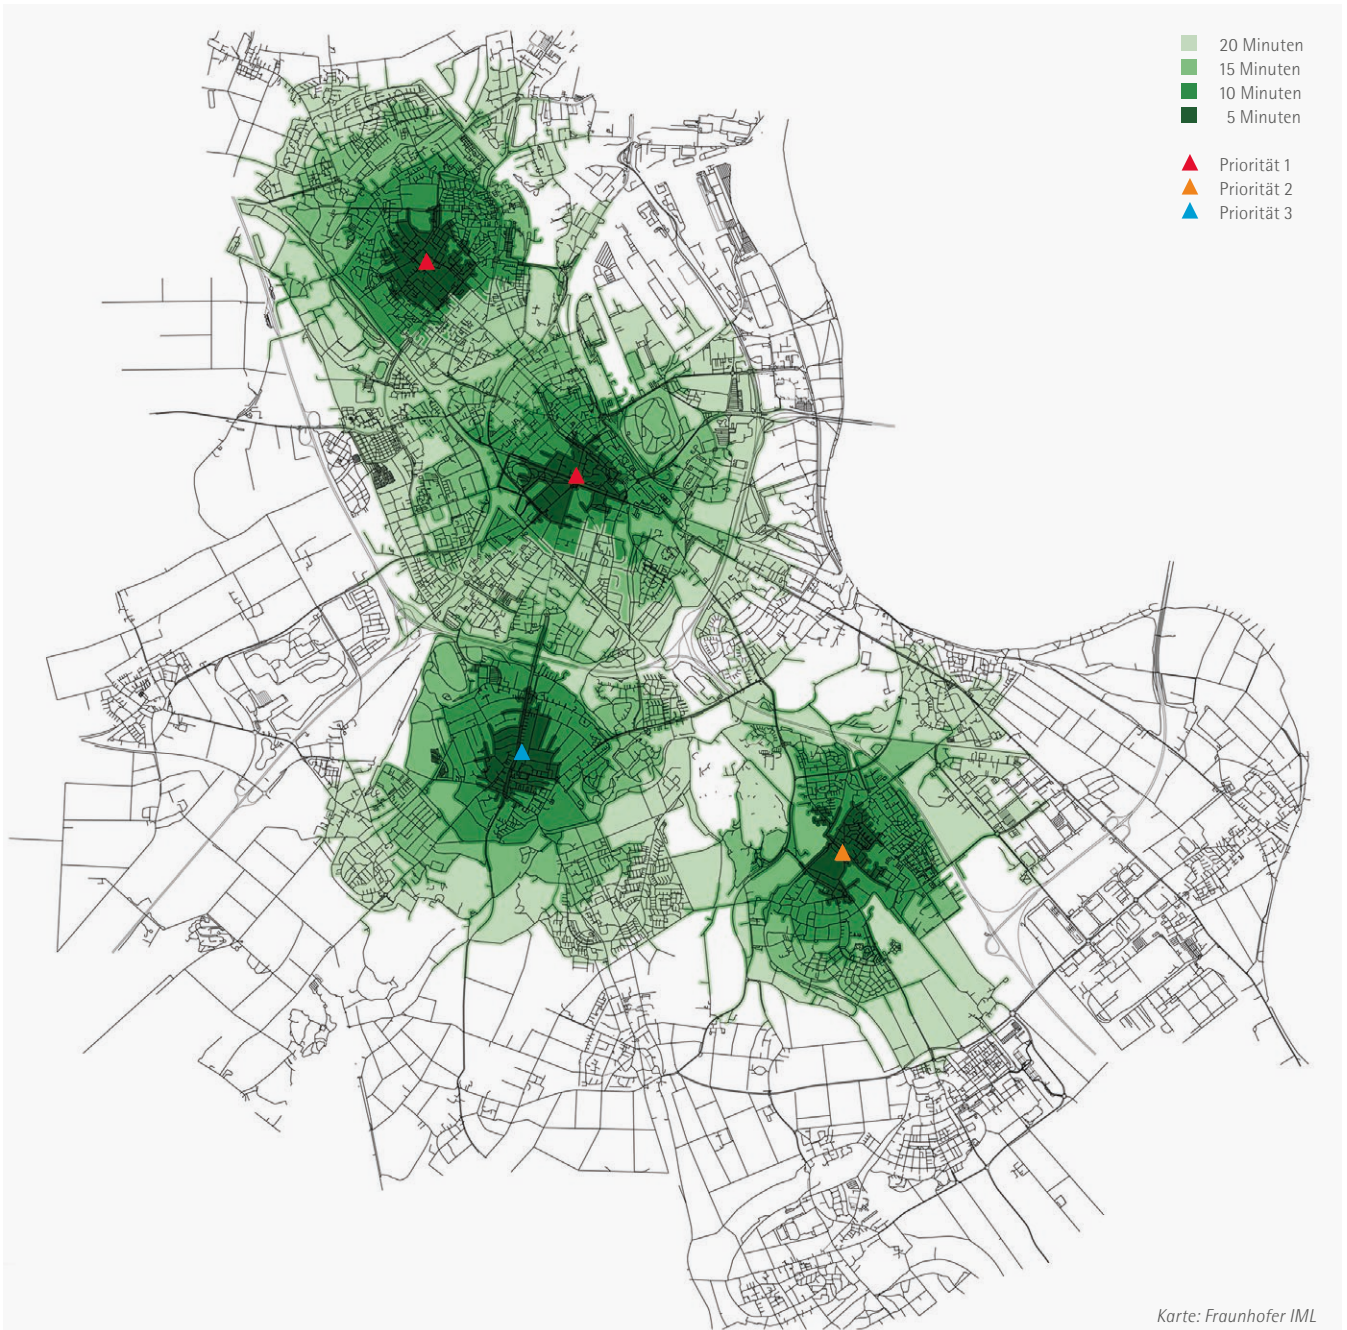 20 Minuten
15 Minuten
10 Minuten
5 Minuten
Priorität 1
Priorität 2
Priorität 3
Karte: Fraunhofer IML